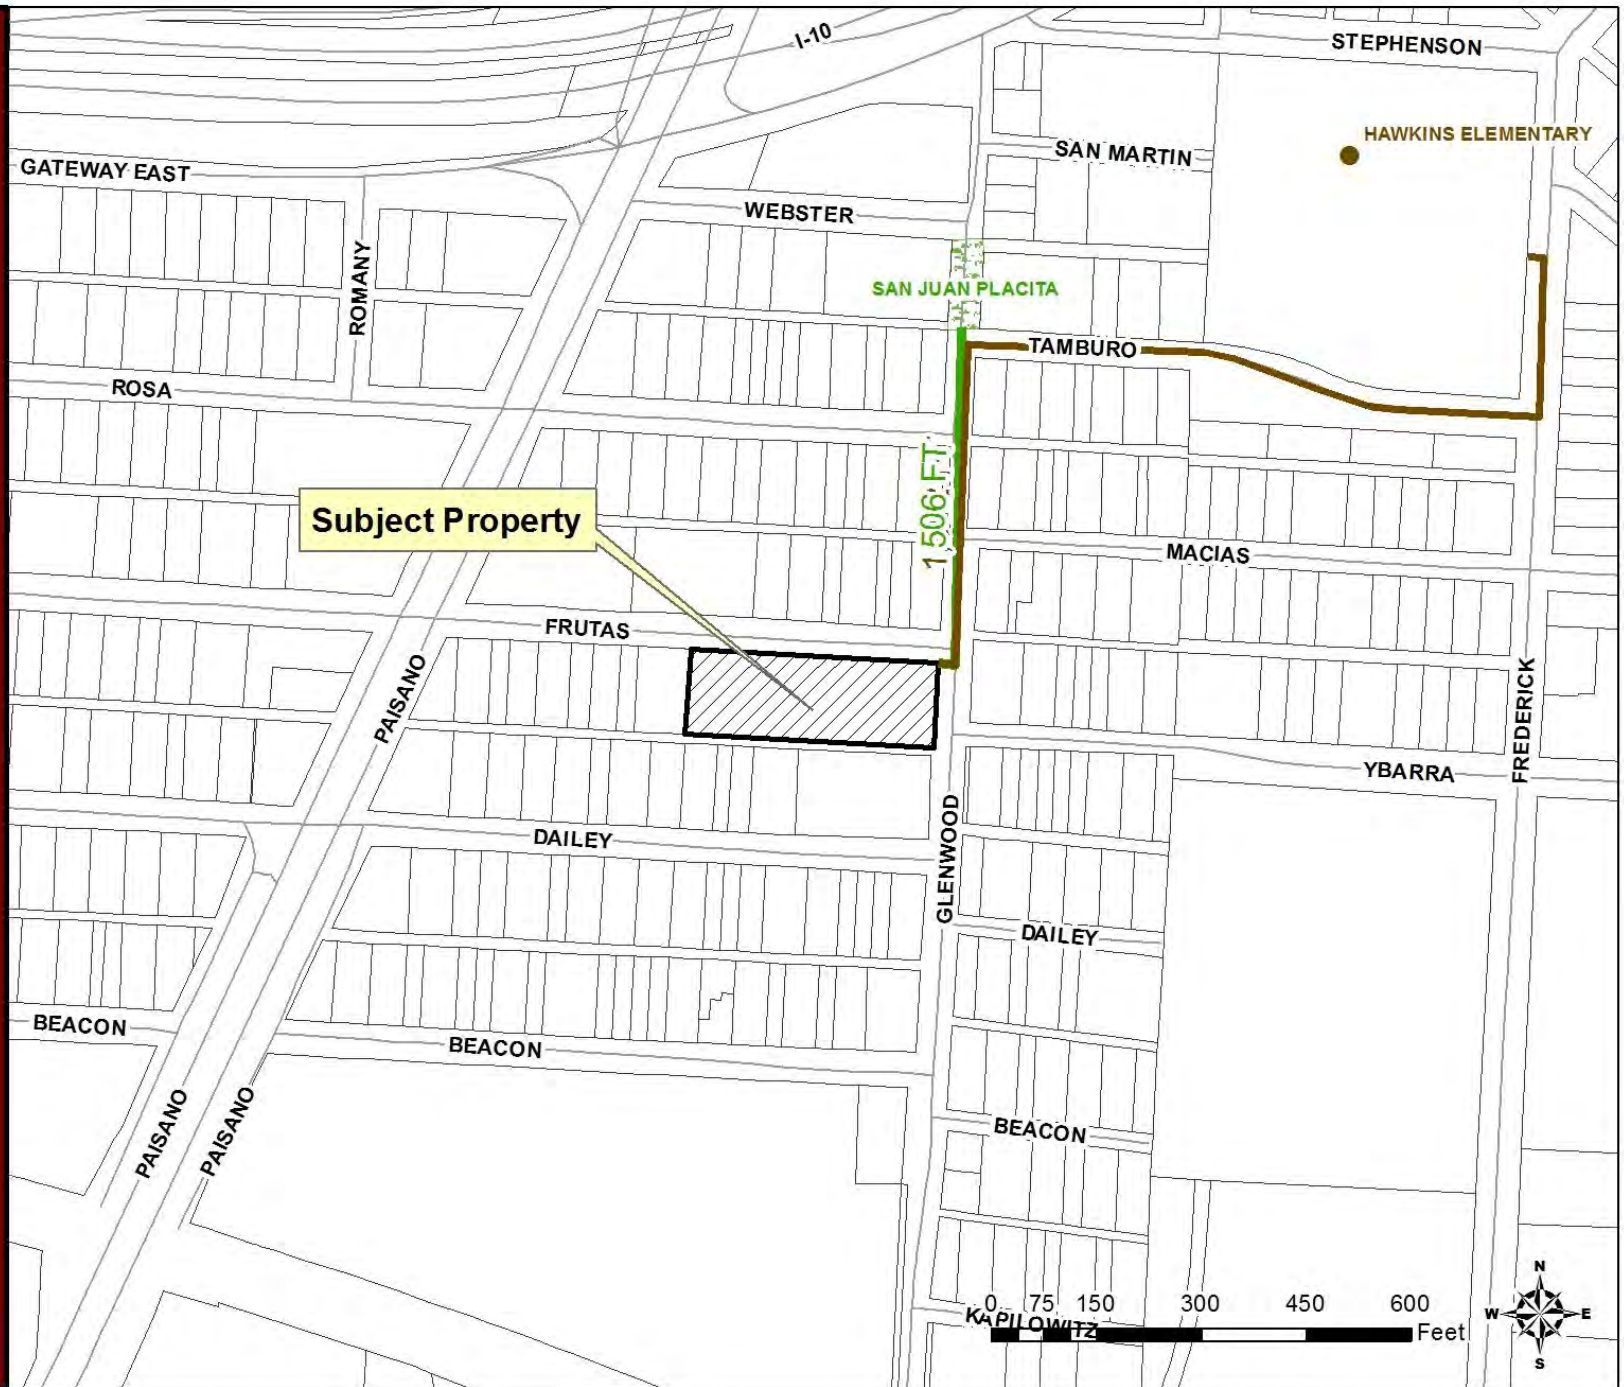 I-10
STEPHENSON
HAWKINS ELEMENTARY
SAN MARTIN
GATEWAY EAST
WEBSTER
ROMANY
SAN JUAN PLACITA
TAMBURO
ROSA
1 506 FT
Subject Property
MACIAS
FRUTAS
PAISANO
FREDERICK
YBARRA
DAILEY
GLENWOOD
DAILEY
BEACON
BEACON
PAISANO
PAISANO
BEACON
KAPILOWITZ
0 75 150 300 450 600
Feet
N
W E
S